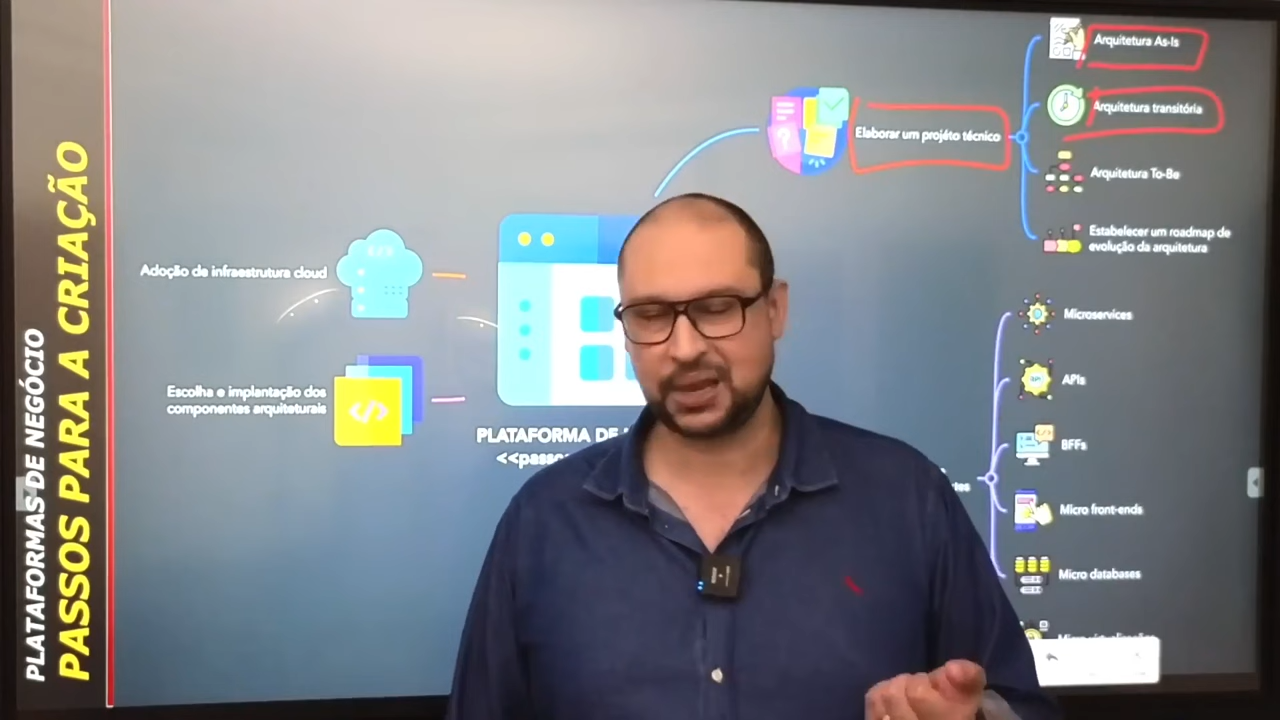 PLATAFORMAS DE NEGÓCIO
PASSOS PARA A CRIAÇÃO
Adoção de infraestrutura cloud
Escolha e implantação dos
componentes arquiteturais
PLATAFORMA DE
Elaborar um projéto técnico
Arquitetura As-Is
Arquitetura transitória
Arquitetura To-Be
Estabelecer um roadmap de
evolução da arquitetura
Microservices
APIs
BFFs
Micro front-ends
Micro databases